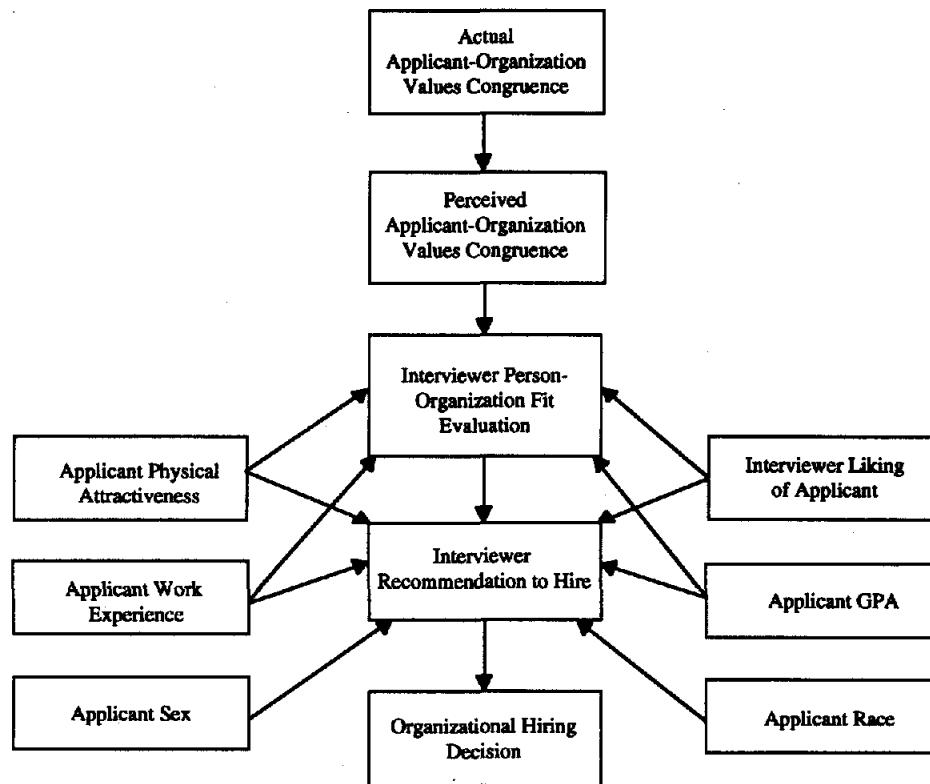 Actual
Applicant-Organization
Values Congruence
Perceived
Applicant-Organization
Values Congruence
Interviewer Person-
Organization Fit
Evaluation
Applicant Physical
Attractiveness
Interviewer Liking
of Applicant
Interviewer
Recommendation to Hire
Applicant Work
Experience
Applicant GPA
Applicant Sex
Organizational Hiring
Decision
Applicant Race